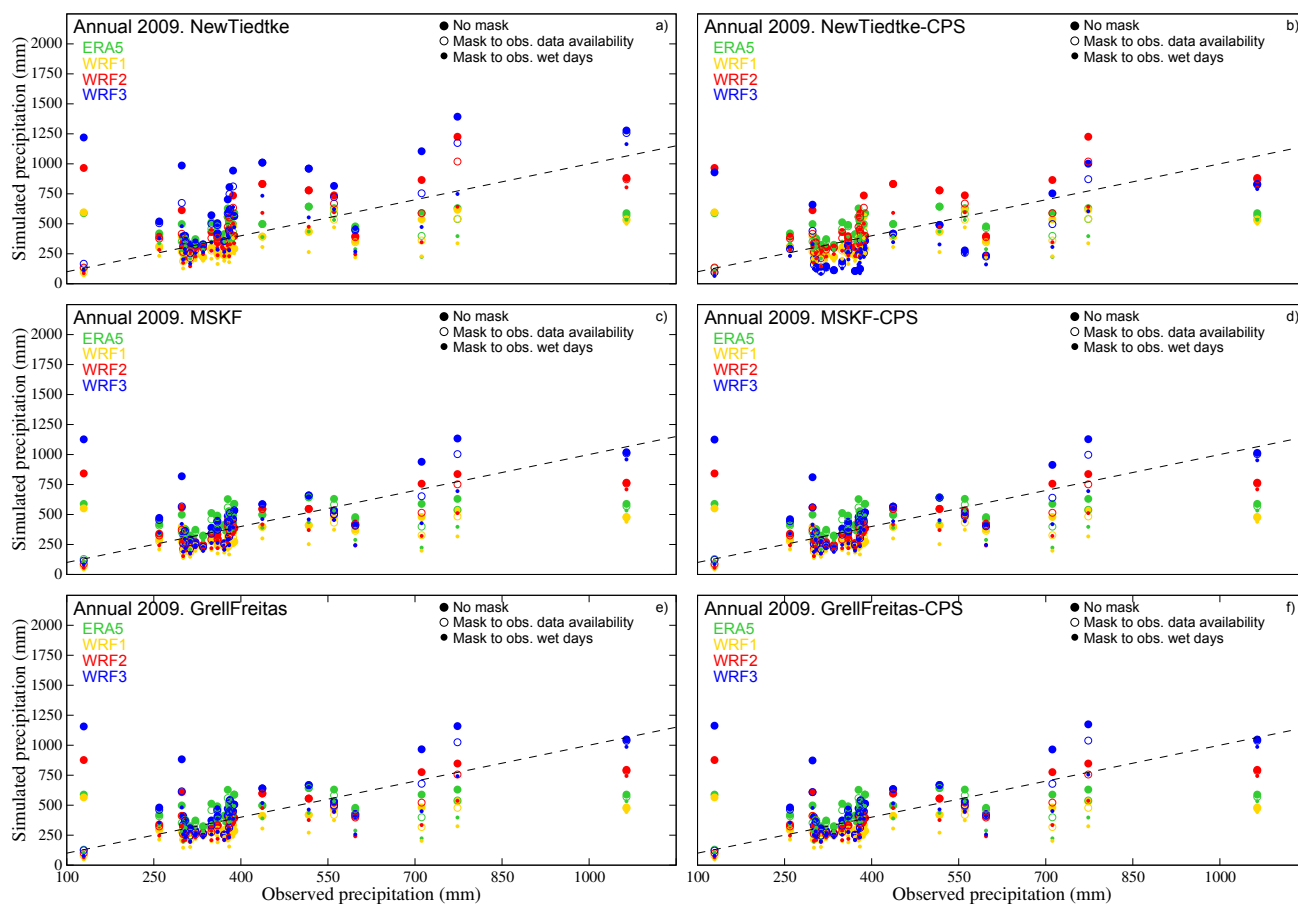 Annual 2009. NewTiedtke
a)
No mask
Mask to obs. data availability
Mask to obs. wet days
ERA5
WRF1
WRF2
WRF3
Simulated precipitation (mm)
2000
1750
1500
1250
1000
750
500
250
0
Annual 2009. NewTiedtke-CPS
b)
No mask
Mask to obs. data availability
Mask to obs. wet days
ERA5
WRF1
WRF2
WRF3
Annual 2009. MSKF
c)
No mask
Mask to obs. data availability
Mask to obs. wet days
ERA5
WRF1
WRF2
WRF3
Simulated precipitation (mm)
2000
1750
1500
1250
1000
750
500
250
0
Annual 2009. MSKF-CPS
d)
No mask
Mask to obs. data availability
Mask to obs. wet days
ERA5
WRF1
WRF2
WRF3
Annual 2009. GrellFreitas
e)
No mask
Mask to obs. data availability
Mask to obs. wet days
ERA5
WRF1
WRF2
WRF3
Simulated precipitation (mm)
2000
1750
1500
1250
1000
750
500
250
0
100 250 400 550 700 850 1000
Observed precipitation (mm)
Annual 2009. GrellFreitas-CPS
f)
No mask
Mask to obs. data availability
Mask to obs. wet days
ERA5
WRF1
WRF2
WRF3
100 250 400 550 700 850 1000
Observed precipitation (mm)